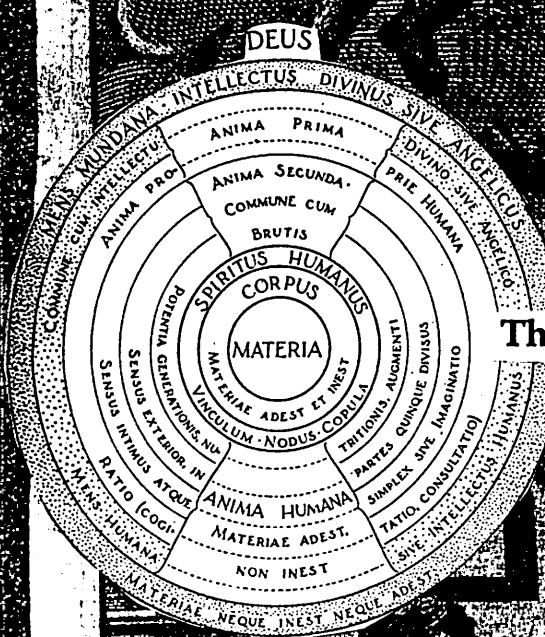 DEUS
MENS MUNDANA · INTELLECTUS DIVINUS SIVE ANGELICUS
MATERIAE NEQUE INEST NEQUE ADEST
ANIMA PRIMA
COMMUNE CUM INTELLECTU
DIVINO, SIVE ANGELICO
ANIMA PRO-
PRIE HUMANA
ANIMA SECUNDA ·
COMMUNE CUM
BRUTIS
SPIRITUS HUMANUS
VINCULUM · NODUS · COPULA
CORPUS
MATERIAE ADEST ET INEST
MATERIA
POTENTIA GENERATIONIS, NU-
TRITIONIS, AUGMENTI
SENSUS EXTERIOR, IN
PARTES QUINQUE DIVISUS
SENSUS INTIMUS ATQUE
SIMPLEX SIVE IMAGINATIO
RATIO (COGI-
TATIO, CONSULTATIO)
MENS HUMANA
SIVE INTELLECTUS HUMANUS
ANIMA HUMANA
MATERIAE ADEST,
NON INEST
Th